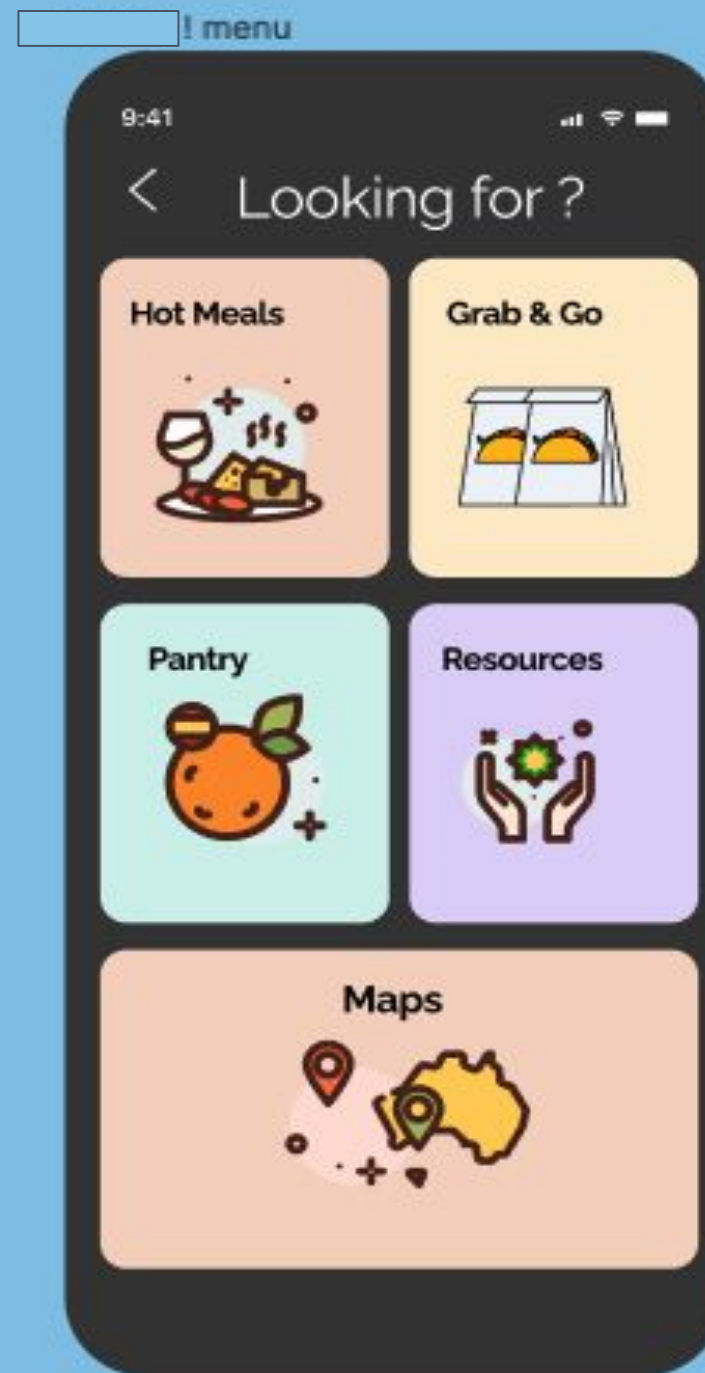 ! menu
9:41
Looking for ?
Hot Meals
Grab & Go
Pantry
Resources
Maps